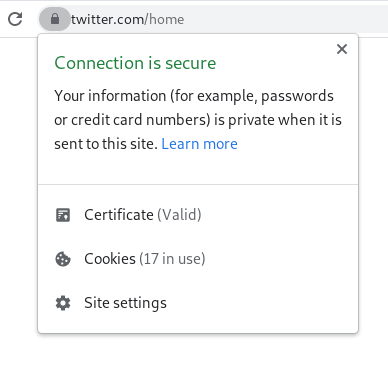 twitter.com/home
Connection is secure
Your information (for example, passwords
or credit card numbers) is private when it is
sent to this site. Learn more
Certificate (Valid)
Cookies (17 in use)
Site settings